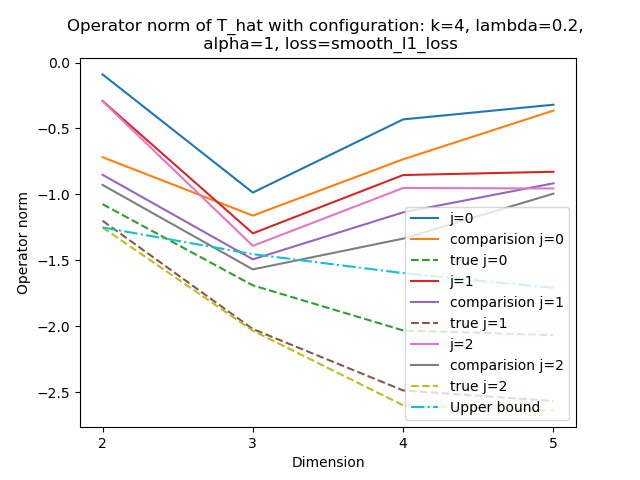 Operator norm of T_hat with configuration: k=4, lambda=0.2,
alpha=1, loss=smooth_l1_loss
0.0
−0.5
−1.0
−1.5
−2.0
−2.5
Operator norm
j=0
comparision j=0
true j=0
j=1
comparision j=1
true j=1
j=2
comparision j=2
true j=2
Upper bound
2 3 4 5
Dimension